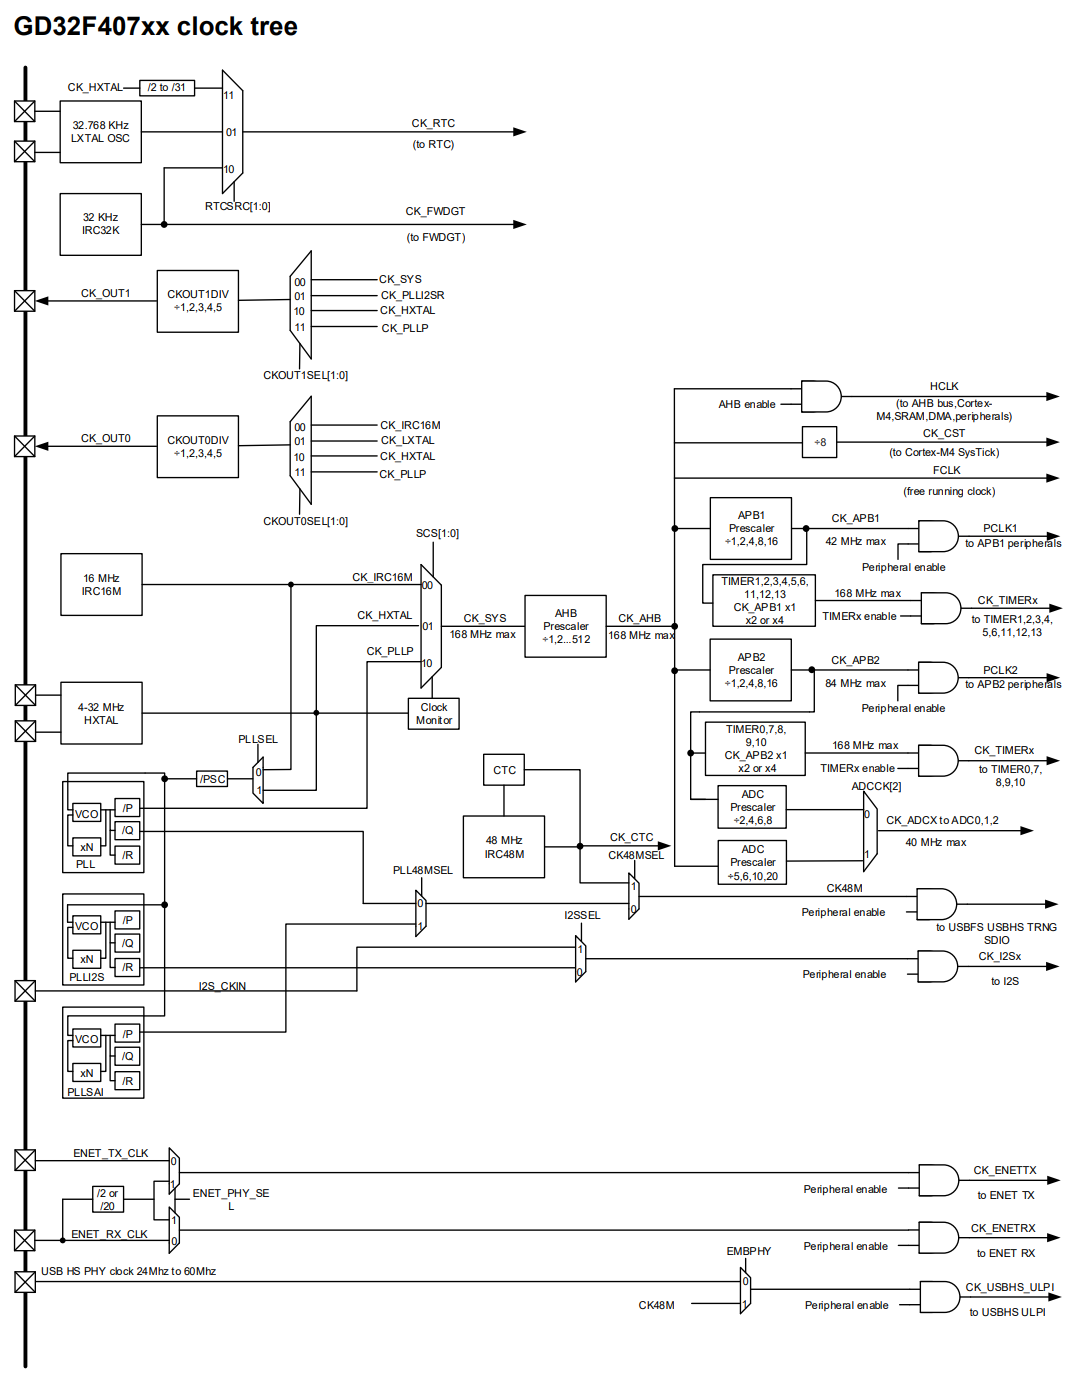 GD32F407xx clock tree
CK_HXTAL
/2 to /31
11
32.768 KHz
LXTAL OSC
01
CK_RTC
(to RTC)
10
RTCSRC[1:0]
32 KHz
IRC32K
CK_FWDGT
(to FWDGT)
CK_OUT1
CKOUT1DIV
÷1,2,3,4,5
00
01
10
11
CK_SYS
CK_PLLI2SR
CK_HXTAL
CK_PLLP
CKOUT1SEL[1:0]
CK_OUT0
CKOUT0DIV
÷1,2,3,4,5
00
01
10
11
CK_IRC16M
CK_LXTAL
CK_HXTAL
CK_PLLP
CKOUT0SEL[1:0]
AHB enable
HCLK
(to AHB bus,Cortex-
M4,SRAM,DMA,peripherals)
÷8
CK_CST
(to Cortex-M4 SysTick)
FCLK
(free running clock)
SCS[1:0]
16 MHz
IRC16M
CK_IRC16M
00
CK_HXTAL
01
CK_PLLP
10
CK_SYS
168 MHz max
AHB
Prescaler
÷1,2...512
CK_AHB
168 MHz max
APB1
Prescaler
÷1,2,4,8,16
CK_APB1
42 MHz max
Peripheral enable
PCLK1
to APB1 peripherals
TIMER1,2,3,4,5,6,
11,12,13
CK_APB1 x1
x2 or x4
168 MHz max
TIMERx enable
CK_TIMERx
to TIMER1,2,3,4,
5,6,11,12,13
APB2
Prescaler
÷1,2,4,8,16
CK_APB2
84 MHz max
Peripheral enable
PCLK2
to APB2 peripherals
TIMER0,7,8,
9,10
CK_APB2 x1
x2 or x4
168 MHz max
TIMERx enable
CK_TIMERx
to TIMER0,7,
8,9,10
4-32 MHz
HXTAL
Clock
Monitor
PLLSEL
0
1
/PSC
VCO
xN
/P
/Q
/R
PLL
CTC
48 MHz
IRC48M
CK_CTC
CK48MSEL
1
0
ADC
Prescaler
÷2,4,6,8
ADC
Prescaler
÷5,6,10,20
ADCCK[2]
0
1
CK_ADCX to ADC0,1,2
40 MHz max
PLL48MSEL
0
1
CK48M
Peripheral enable
to USBFS USBHS TRNG
SDIO
VCO
xN
/P
/Q
/R
PLLI2S
I2SSEL
1
0
Peripheral enable
CK_I2Sx
to I2S
I2S_CKIN
VCO
xN
/P
/Q
/R
PLLSAI
ENET_TX_CLK
0
1
/2 or
/20
ENET_PHY_SE
L
ENET_RX_CLK
1
0
Peripheral enable
CK_ENETTX
to ENET TX
Peripheral enable
CK_ENETRX
to ENET RX
USB HS PHY clock 24Mhz to 60Mhz
EMBPHY
0
1
CK48M
Peripheral enable
CK_USBHS_ULPI
to USBHS ULPI